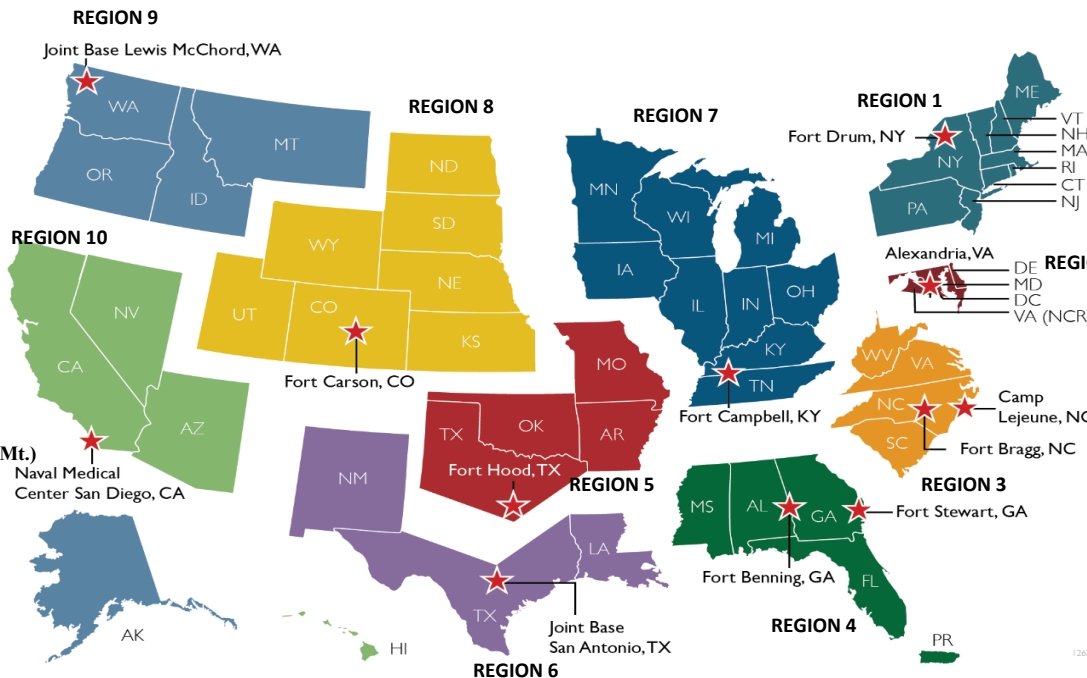 REGION 9
Joint Base Lewis McChord, WA
WA
OR
ID
MT
REGION 8
ND
SD
WY
NE
UT
CO
KS
Fort Carson, CO
REGION 7
MN
WI
MI
IA
IL
IN
OH
KY
TN
Fort Campbell, KY
REGION 1
Fort Drum, NY
ME
VT
NH
MA
RI
CT
NJ
NY
PA
Alexandria, VA
REGI
DE
MD
DC
VA (NCR
WV
VA
NC
SC
Camp
Lejeune, NC
Fort Bragg, NC
REGION 3
REGION 10
NV
CA
AZ
Mt.)
Naval Medical
Center San Diego, CA
MO
TX
OK
AR
Fort Hood, TX
REGION 5
NM
LA
TX
Joint Base
San Antonio, TX
REGION 6
MS
AL
GA
FL
Fort Stewart, GA
Fort Benning, GA
REGION 4
PR
AK
HI
126